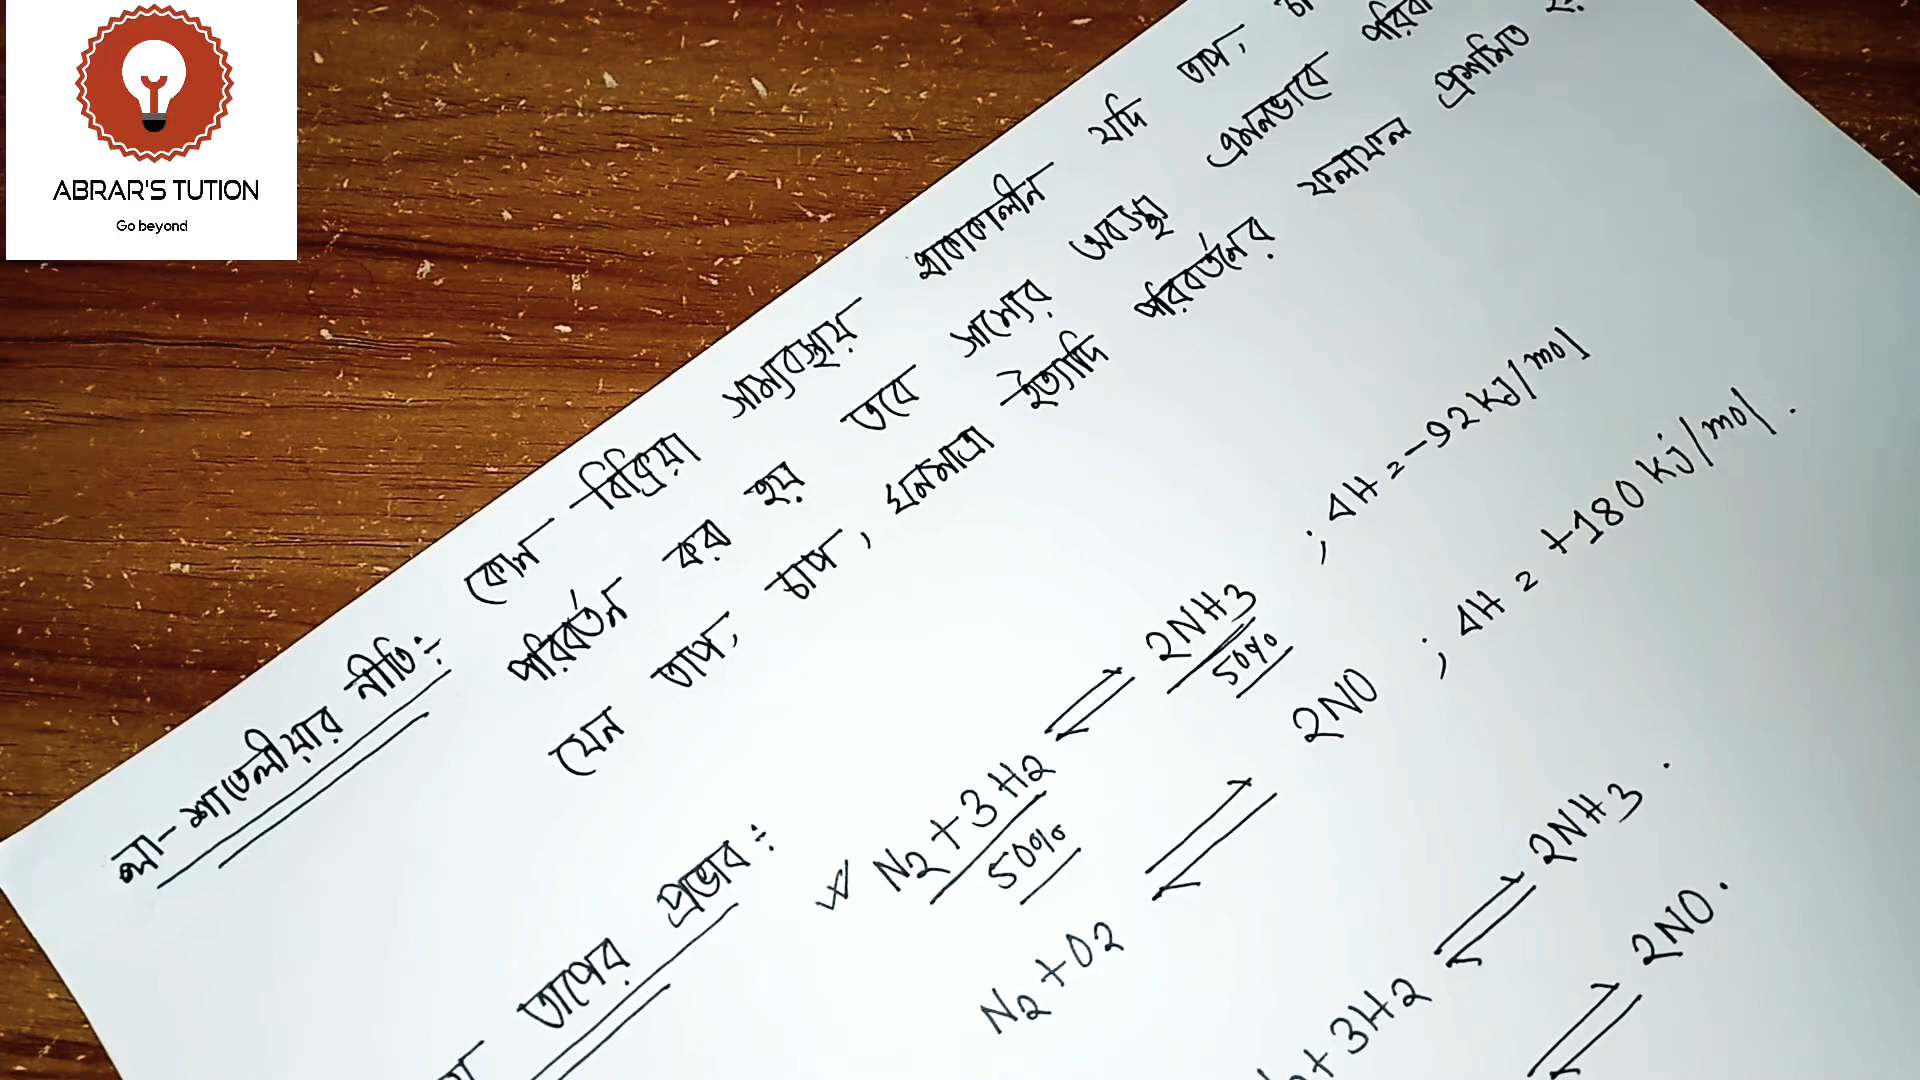 ABRAR'S TUTION
Go beyond
লা-শাতেলীয়ার নীতিঃ কোন বিক্রিয়া সাম্যবস্থায় থাকাকালীন যদি তাপ,
পরিবর্তন করা হয় তবে সাম্যের অবস্থা এমনভাবে
যেন তাপ, চাপ, ঘনমাত্রা ইত্যাদি পরিবর্তনের ফলাফল প্রশমিত
তাপের প্রভাবঃ
N2 + 3H2 ⇌ 2NH3 ; ΔH = -92 kJ/mol
50% 50%
N2 + O2 ⇌ 2NO ; ΔH = +180 kJ/mol.
+ 3H2 ⇌ 2NH3.
⇌ 2NO.